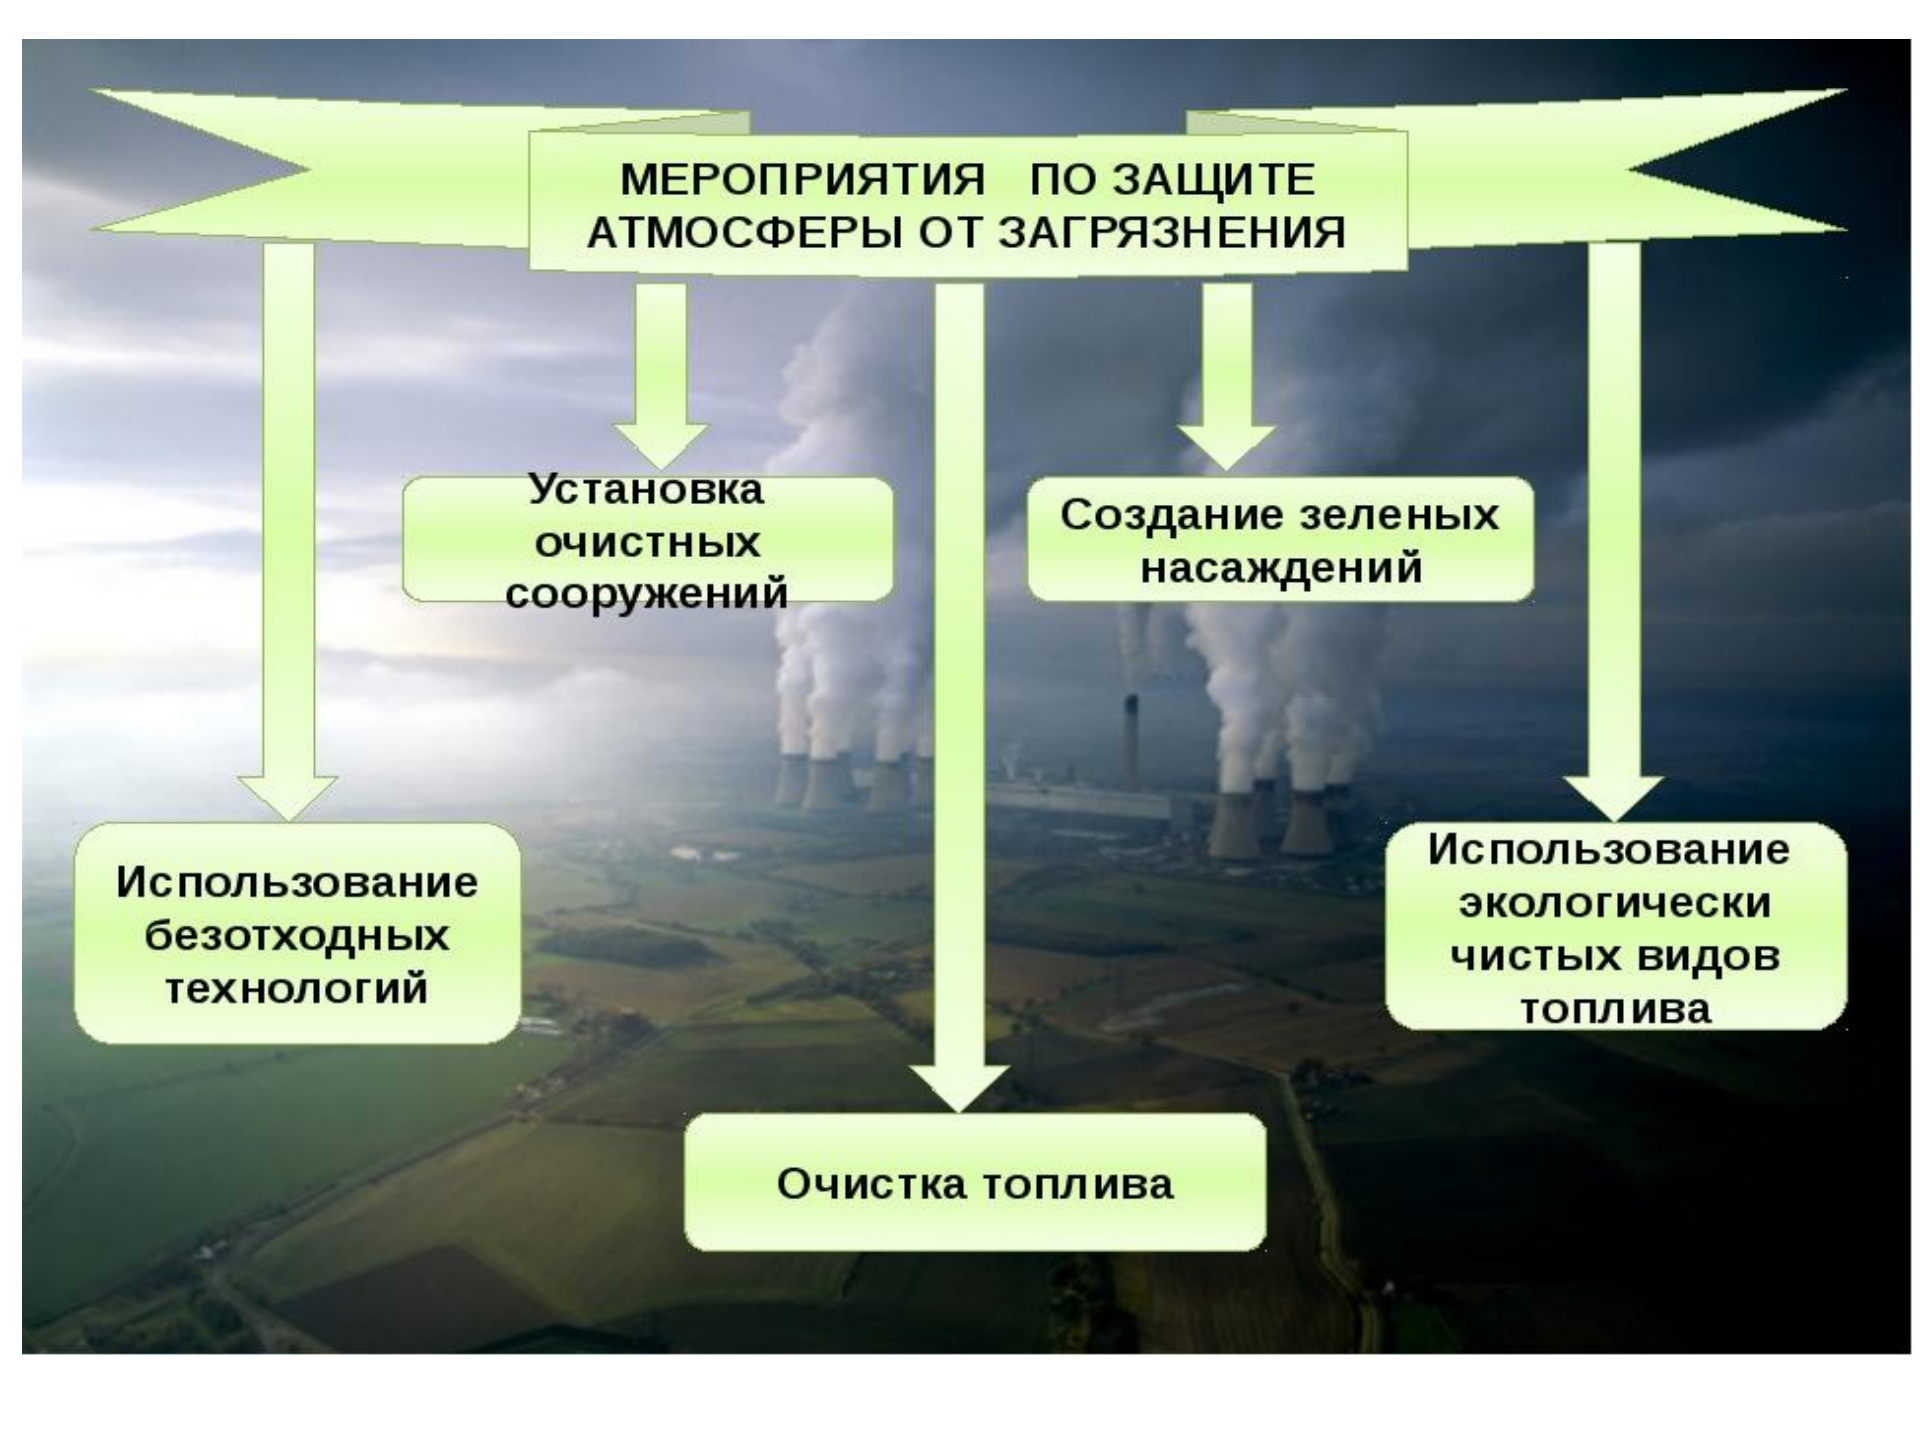 МЕРОПРИЯТИЯ ПО ЗАЩИТЕ
АТМОСФЕРЫ ОТ ЗАГРЯЗНЕНИЯ
Установка
очистных
сооружений
Создание зеленых
насаждений
Использование
безотходных
технологий
Использование
экологически
чистых видов
топлива
Очистка топлива